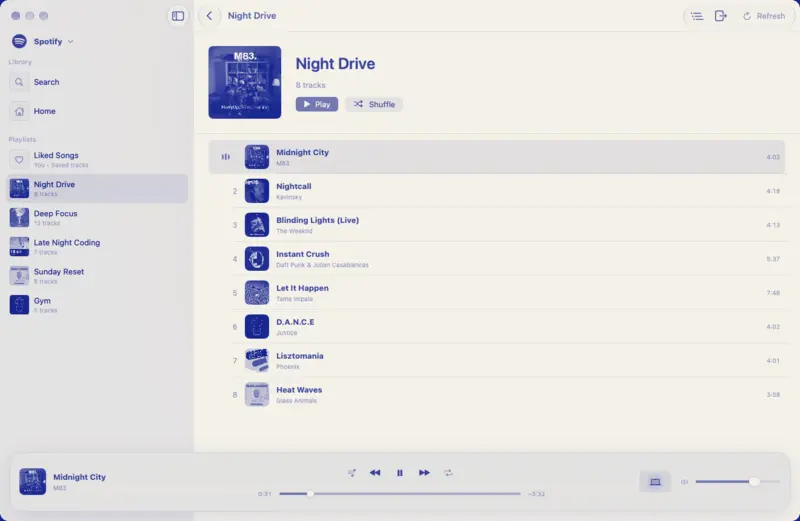 Night Drive
Refresh
Spotify
Library
Search
Home
Playlists
Liked Songs
You • Saved tracks
Night Drive
8 tracks
Deep Focus
tracks
Late Night Coding
7 tracks
Sunday Reset
tracks
Gym
tracks
M83.
Night Drive
8 tracks
Play
Shuffle
Midnight City
M83
4:03
2
Nightcall
Kavinsky
4:18
3
Blinding Lights (Live)
The Weeknd
4:13
4
Instant Crush
Daft Punk & Julian Casablancas
5:37
5
Let It Happen
Tame Impala
7:46
6
D.A.N.C.E
Justice
4:02
7
Lisztomania
Phoenix
4:01
8
Heat Waves
Glass Animals
3:58
Midnight City
M83
0:31
-3:32